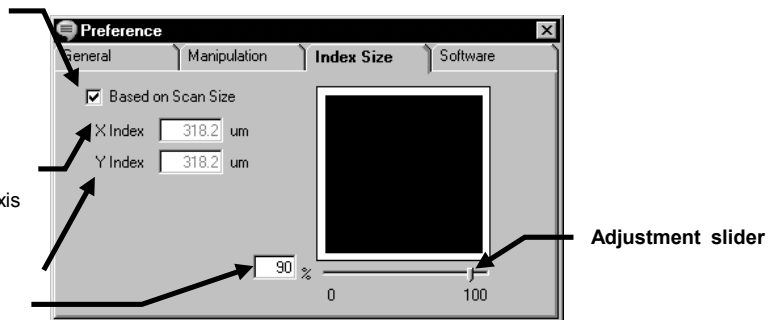 Preference
General Manipulation Index Size Software
Based on Scan Size
X Index 318.2 um
Y Index 318.2 um
xis
Adjustment slider
90 %
0 100